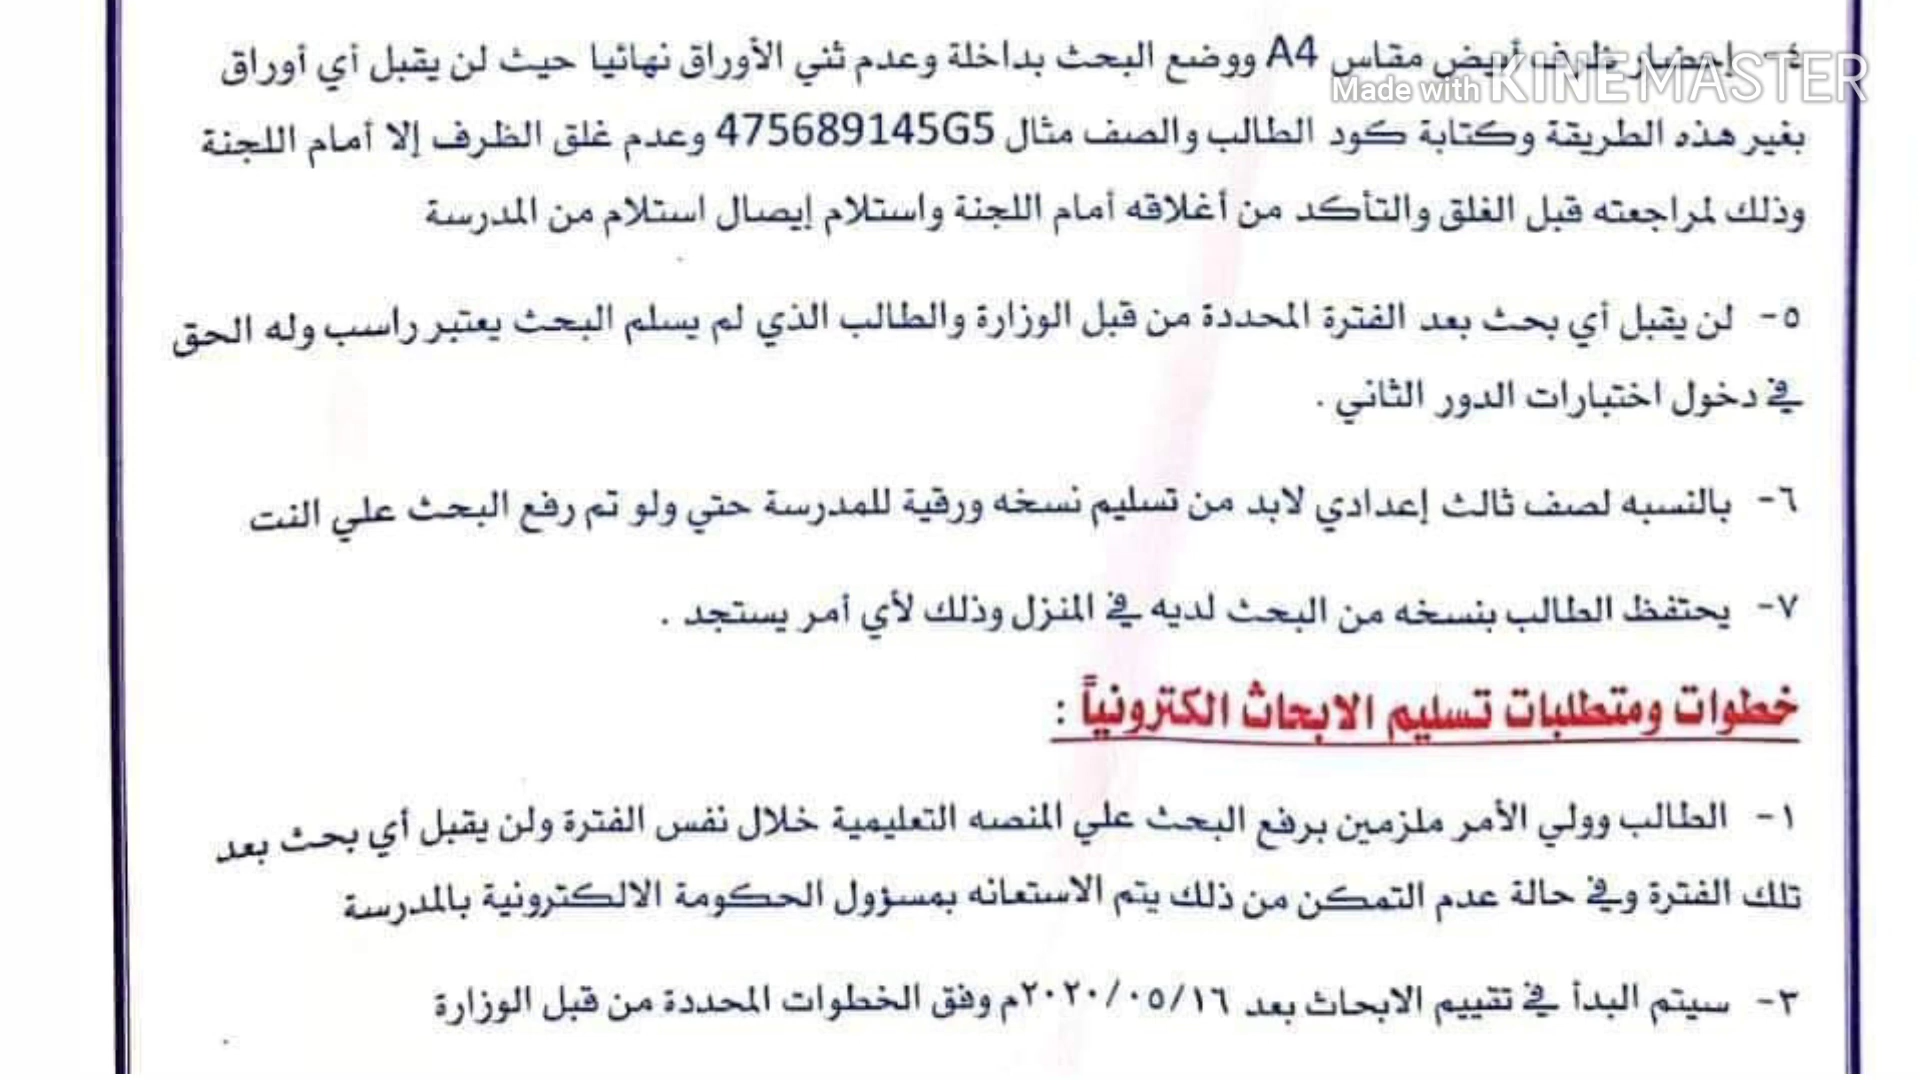 ٤- إحضار ظرف أبيض مقاس A4 ووضع البحث بداخلة وعدم ثني الأوراق نهائيا حيث لن يقبل أي أوراق
Made with KINEMASTER
بغير هذه الطريقة وكتابة كود الطالب والصف مثال 475689145G5 وعدم غلق الظرف إلا أمام اللجنة
وذلك لمراجعته قبل الغلق والتأكد من أغلاقه أمام اللجنة واستلام إيصال استلام من المدرسة
٥- لن يقبل أي بحث بعد الفترة المحددة من قبل الوزارة والطالب الذي لم يسلم البحث يعتبر راسب وله الحق
في دخول اختبارات الدور الثاني .
٦- بالنسبه لصف ثالث إعدادي لابد من تسليم نسخه ورقية للمدرسة حتي ولو تم رفع البحث علي النت
٧- يحتفظ الطالب بنسخه من البحث لديه في المنزل وذلك لأي أمر يستجد .
خطوات ومتطلبات تسليم الابحاث الكترونياً :
١- الطالب وولي الأمر ملزمين برفع البحث علي المنصه التعليمية خلال نفس الفترة ولن يقبل أي بحث بعد
تلك الفترة وفي حالة عدم التمكن من ذلك يتم الاستعانه بمسؤول الحكومة الالكترونية بالمدرسة
٣- سيتم البدأ في تقييم الابحاث بعد ٢٠٢٠/٠٥/١٦م وفق الخطوات المحددة من قبل الوزارة